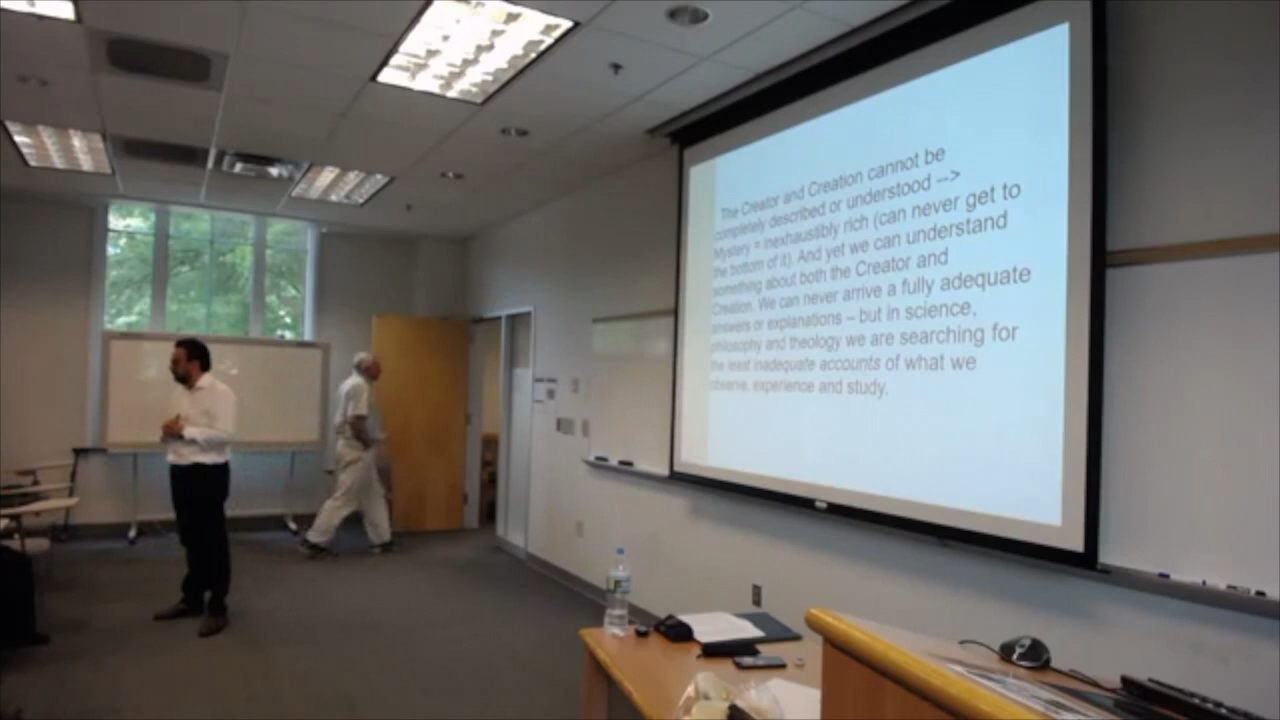 The Creator and Creation cannot be
completely described or understood -->
Mystery = Inexhaustibly rich (can never get to
the bottom of it). And yet we can understand
something about both the Creator and
Creation. We can never arrive a fully adequate
answers or explanations – but in science,
philosophy and theology we are searching for
the least inadequate accounts of what we
observe, experience and study.